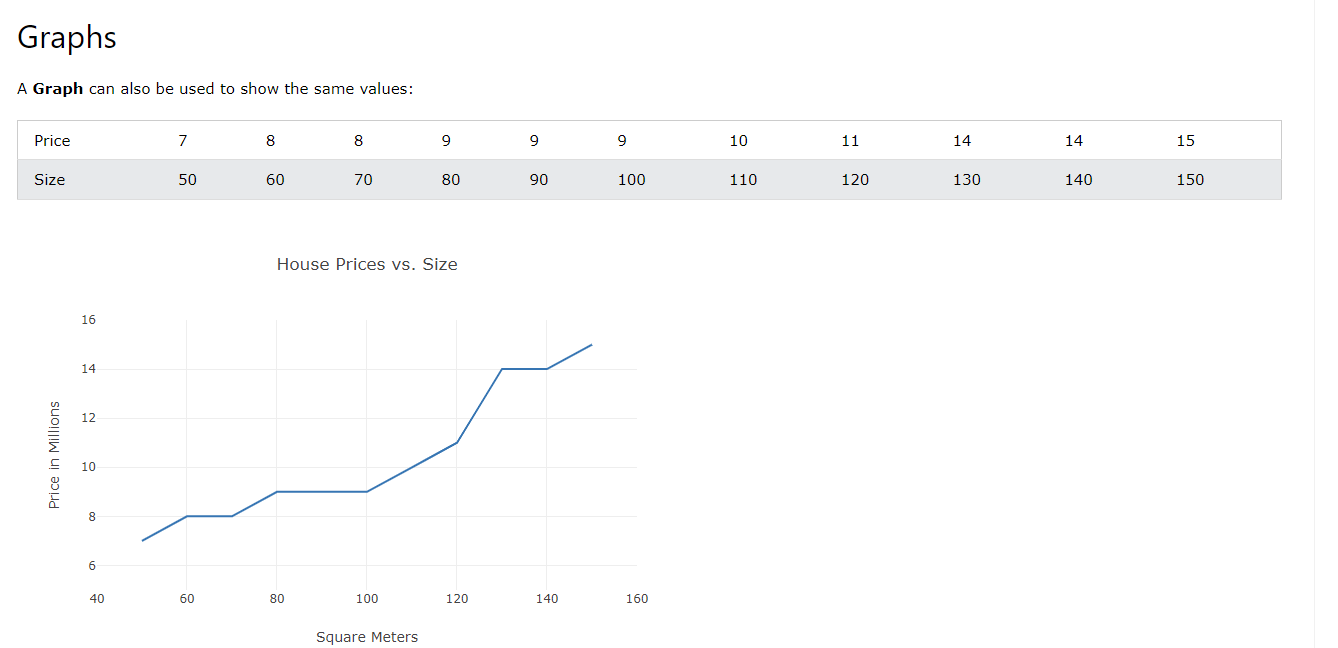 Graphs
A Graph can also be used to show the same values:
Price 7 8 8 9 9 9 10 11 14 14 15
Size 50 60 70 80 90 100 110 120 130 140 150
House Prices vs. Size
16
14
12
10
8
6
Price in Millions
40 60 80 100 120 140 160
Square Meters